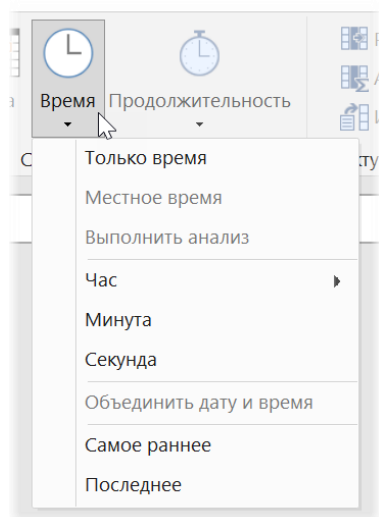 Время Продолжительность
Только время
Местное время
Выполнить анализ
Час
Минута
Секунда
Объединить дату и время
Самое раннее
Последнее